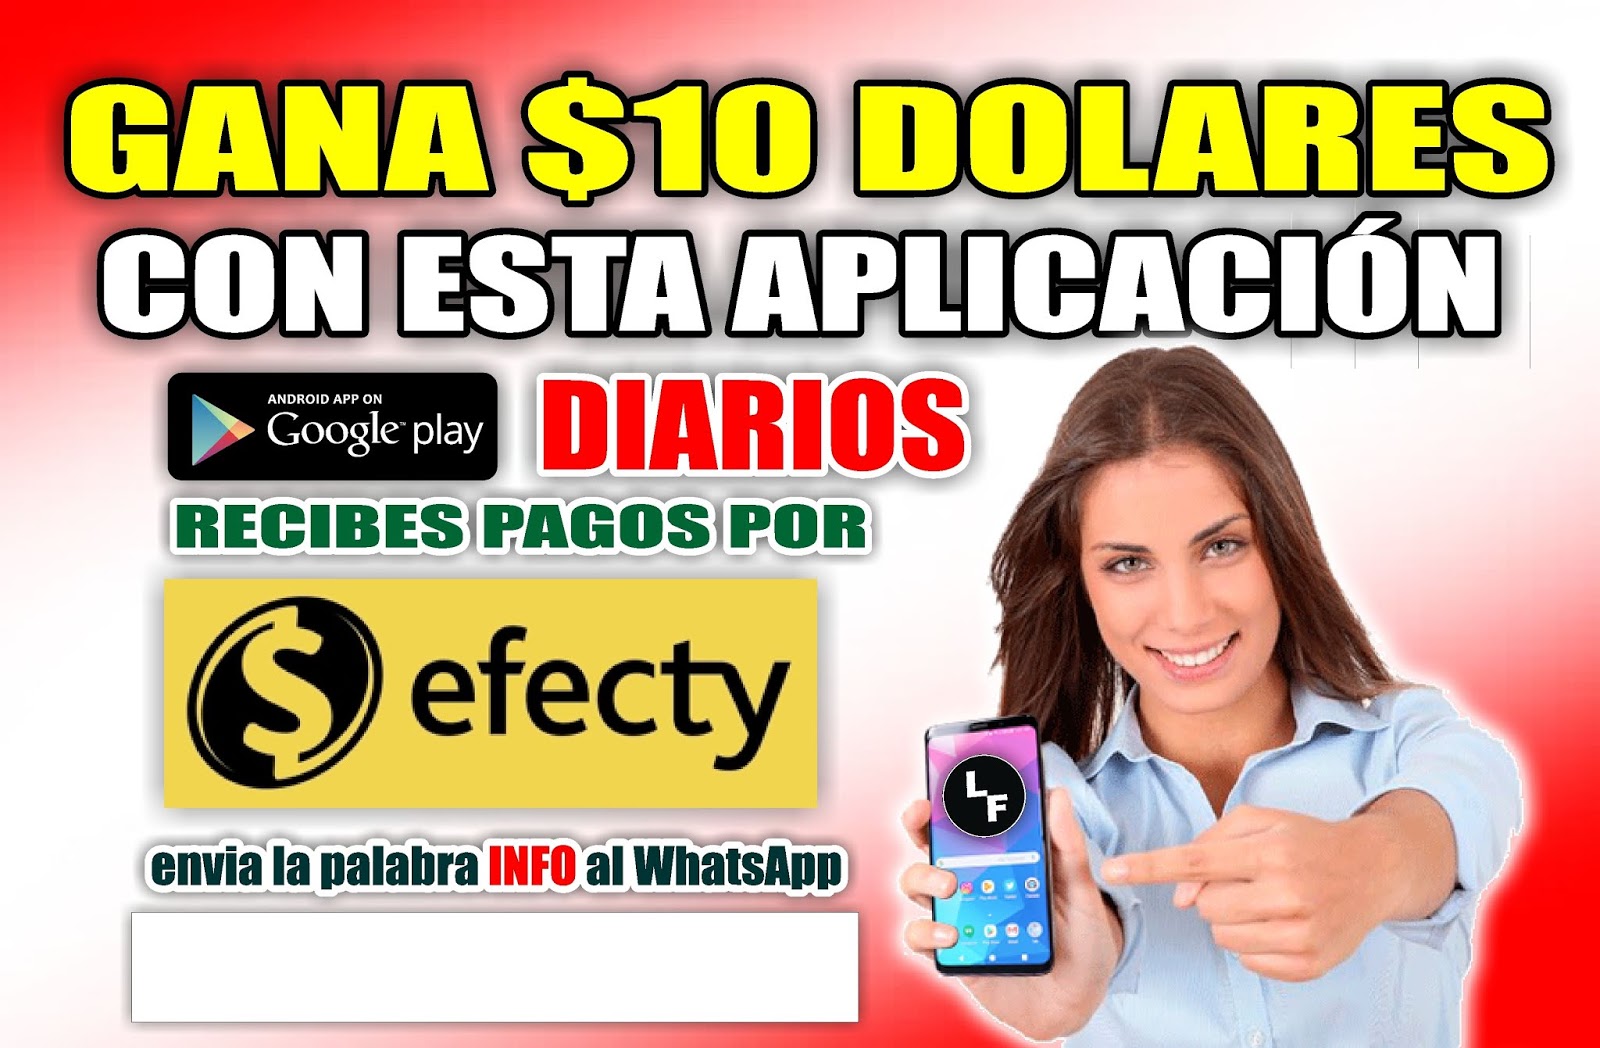 GANA $10 DOLARES
CON ESTA APLICACIÓN
ANDROID APP ON
Google play
DIARIOS
RECIBES PAGOS POR
$ efecty
envia la palabra INFO al WhatsApp
LF